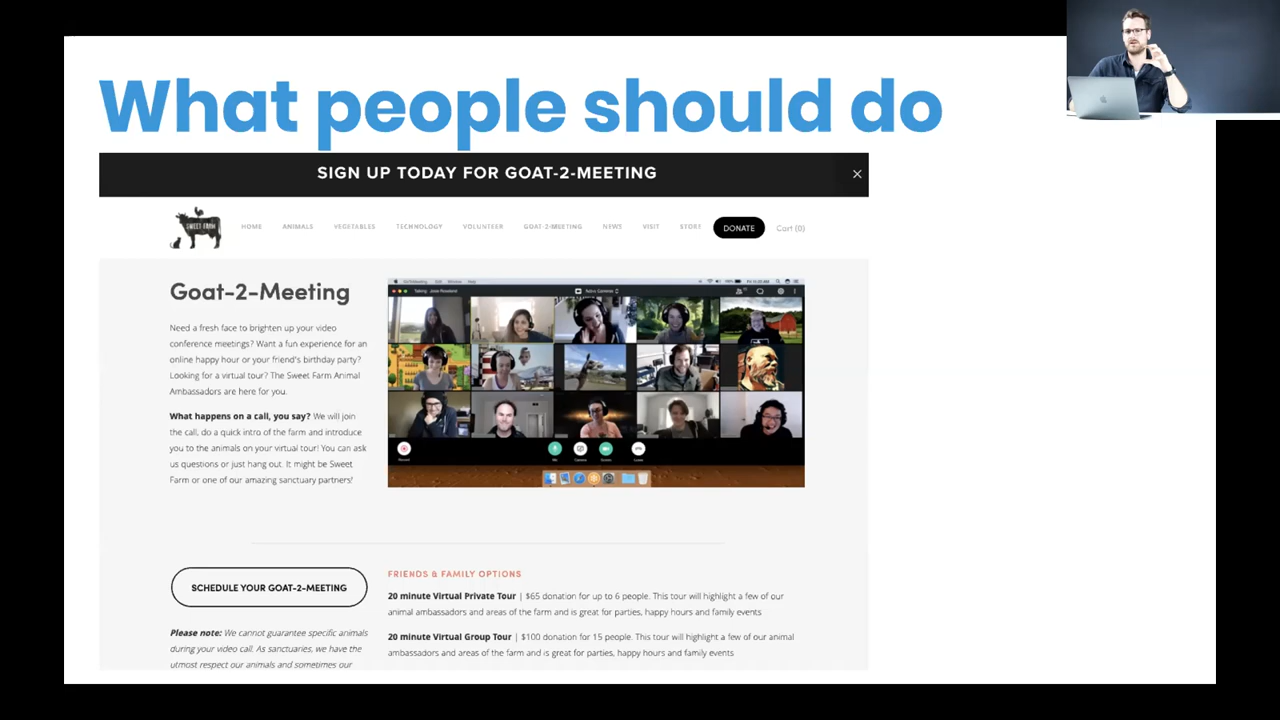 What people should do
SIGN UP TODAY FOR GOAT-2-MEETING
SWEET FARM
HOME ANIMALS VEGETABLES TECHNOLOGY VOLUNTEER GOAT-2-MEETING NEWS VISIT STORE DONATE Cart (0)
Goat-2-Meeting
Need a fresh face to brighten up your video
conference meetings? Want a fun experience for an
online happy hour or your friend's birthday party?
Looking for a virtual tour? The Sweet Farm Animal
Ambassadors are here for you.
What happens on a call, you say? We will join
the call, do a quick intro of the farm and introduce
you to the animals on your virtual tour! You can ask
us questions or just hang out. It might be Sweet
Farm or one of our amazing sanctuary partners!
SCHEDULE YOUR GOAT-2-MEETING
Please note: We cannot guarantee specific animals
during your video call. As sanctuaries, we have the
utmost respect our animals and sometimes our
FRIENDS & FAMILY OPTIONS
20 minute Virtual Private Tour | $65 donation for up to 6 people. This tour will highlight a few of our
animal ambassadors and areas of the farm and is great for parties, happy hours and family events
20 minute Virtual Group Tour | $100 donation for 15 people. This tour will highlight a few of our animal
ambassadors and areas of the farm and is great for parties, happy hours and family events